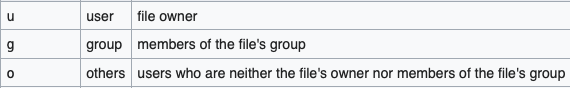 u user file owner
g group members of the file's group
o others users who are neither the file's owner nor members of the file's group